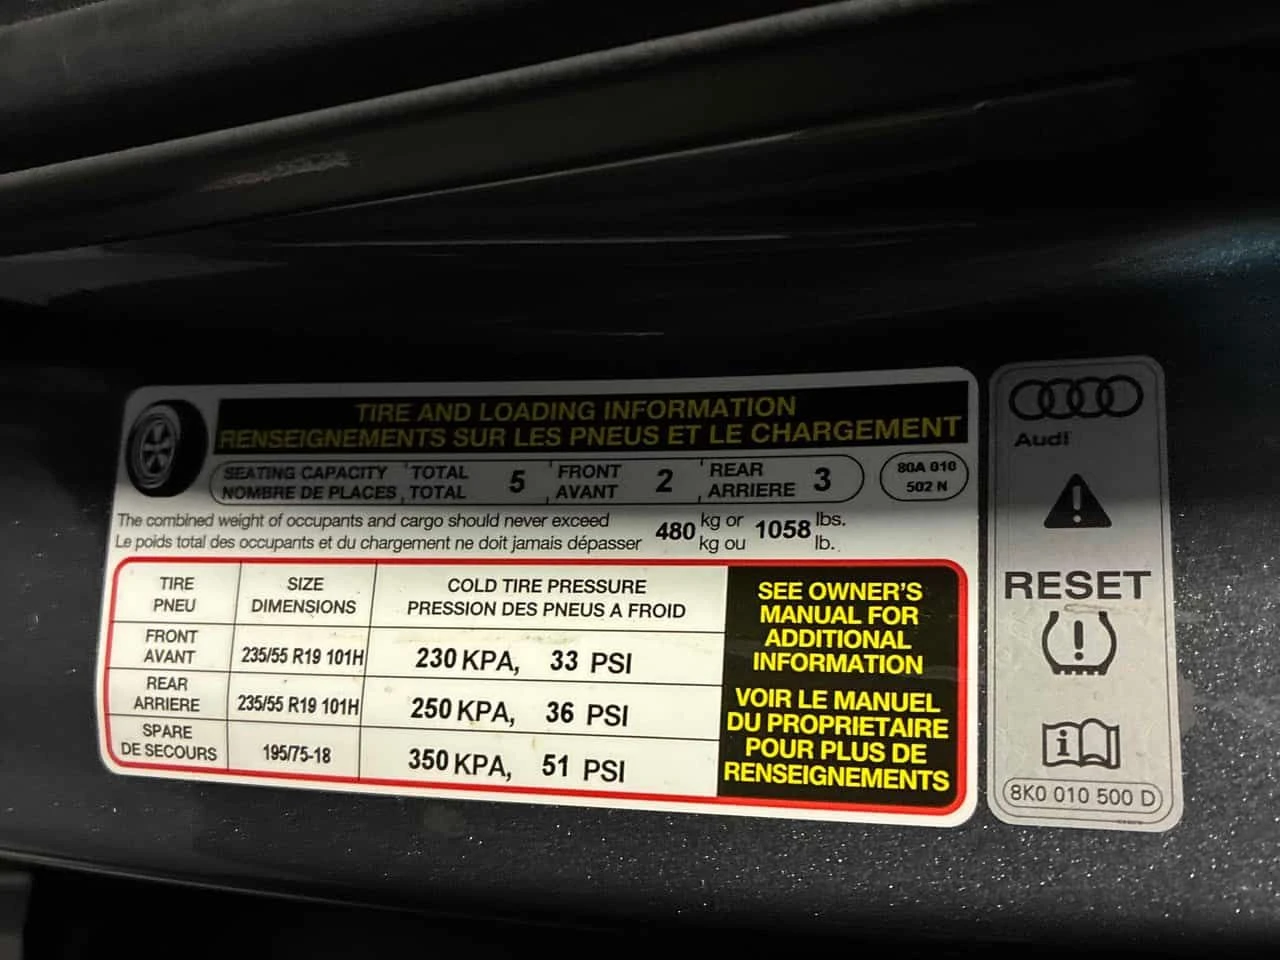 TIRE AND LOADING INFORMATION
RENSEIGNEMENTS SUR LES PNEUS ET LE CHARGEMENT
SEATING CAPACITY TOTAL 5 FRONT 2 REAR 3
NOMBRE DE PLACES TOTAL AVANT ARRIERE
80A 010
502 N
The combined weight of occupants and cargo should never exceed 480 kg or 1058 lbs.
Le poids total des occupants et du chargement ne doit jamais dépasser kg ou lb.
TIRE SIZE COLD TIRE PRESSURE
PNEU DIMENSIONS PRESSION DES PNEUS A FROID
FRONT
AVANT 235/55 R19 101H 230 KPA, 33 PSI
REAR
ARRIERE 235/55 R19 101H 250 KPA, 36 PSI
SPARE
DE SECOURS 195/75-18 350 KPA, 51 PSI
SEE OWNER'S
MANUAL FOR
ADDITIONAL
INFORMATION
VOIR LE MANUEL
DU PROPRIETAIRE
POUR PLUS DE
RENSEIGNEMENTS
Audi
RESET
8K0 010 500 D